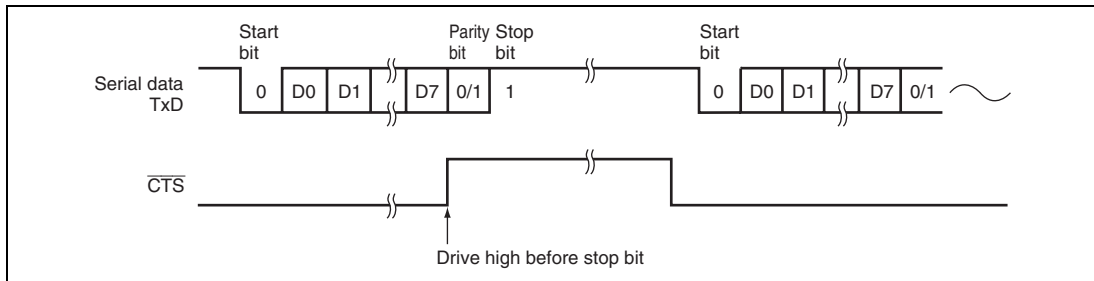 Start bit
Parity bit
Stop bit
Start bit
Serial data TxD
0 D0 D1 D7 0/1 1 0 D0 D1 D7 0/1
CTS
Drive high before stop bit